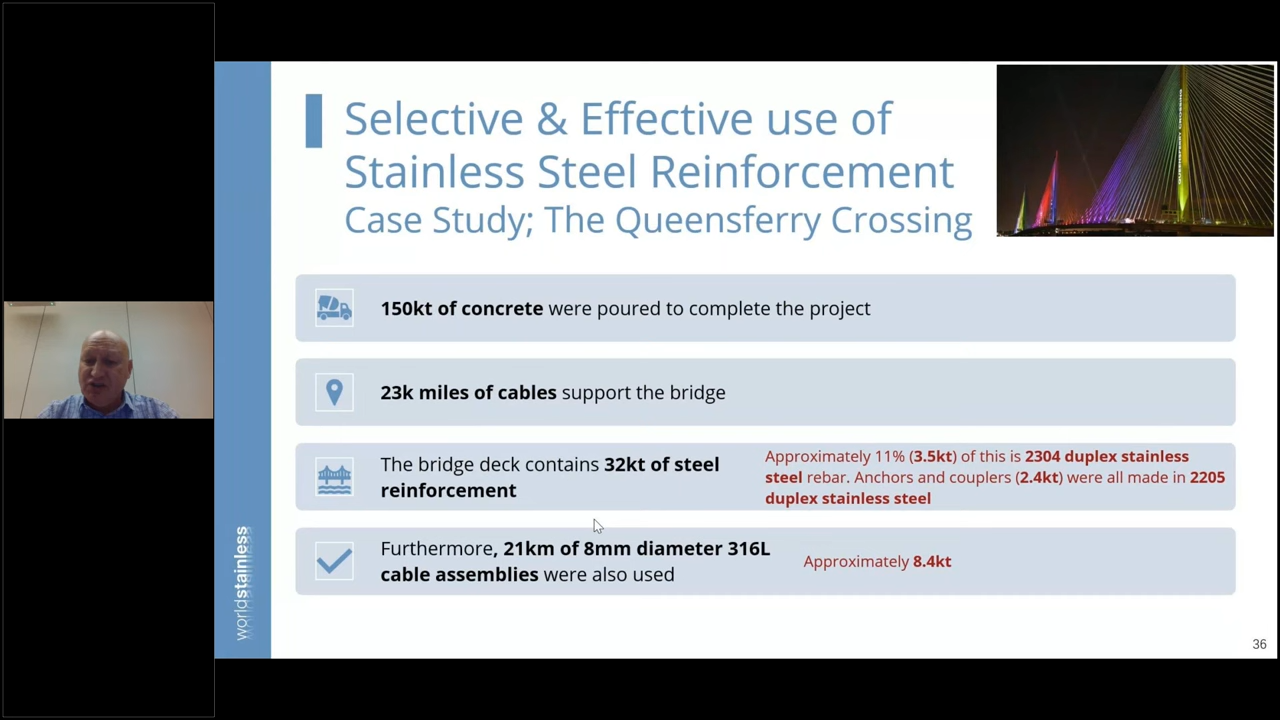 Selective & Effective use of
Stainless Steel Reinforcement
Case Study; The Queensferry Crossing
QUEENSFERRY CROSSING
150kt of concrete were poured to complete the project
23k miles of cables support the bridge
The bridge deck contains 32kt of steel
reinforcement
Approximately 11% (3.5kt) of this is 2304 duplex stainless
steel rebar. Anchors and couplers (2.4kt) were all made in 2205
duplex stainless steel
Furthermore, 21km of 8mm diameter 316L
cable assemblies were also used
Approximately 8.4kt
worldstainless
36